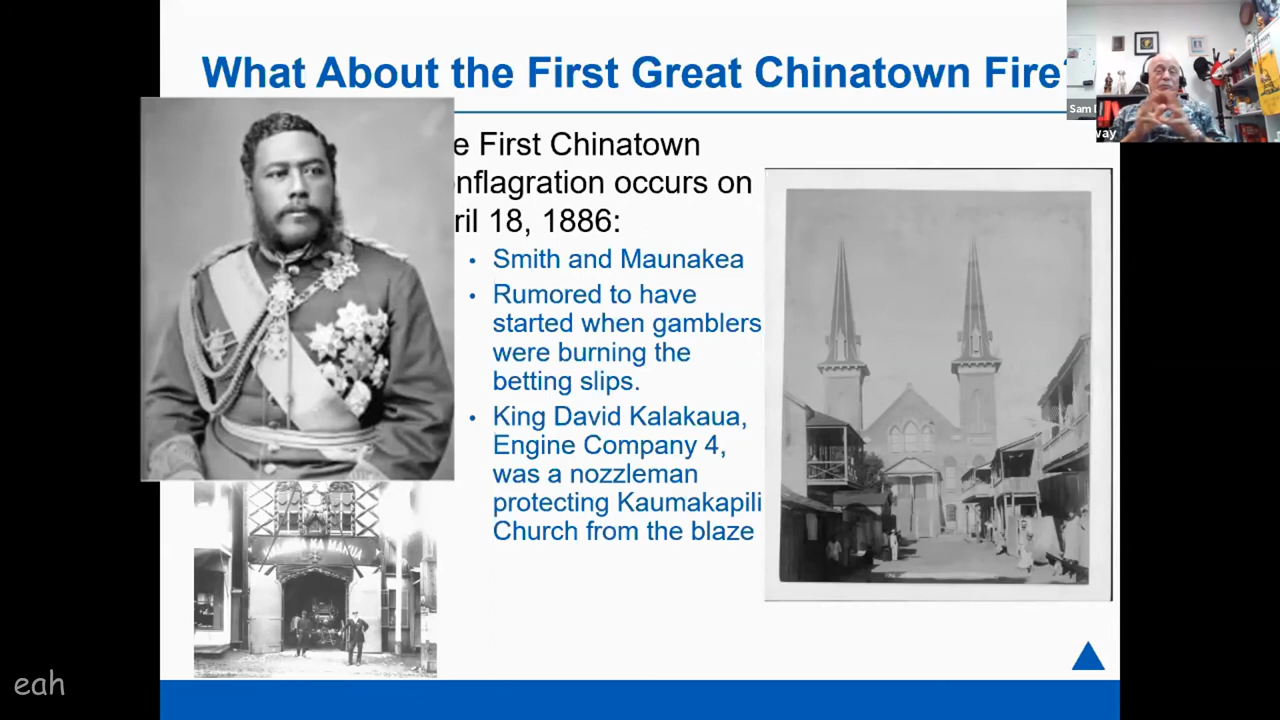 What About the First Great Chinatown Fire?
e First Chinatown
nflagration occurs on
ril 18, 1886:
• Smith and Maunakea
• Rumored to have
started when gamblers
were burning the
betting slips.
• King David Kalakaua,
Engine Company 4,
was a nozzleman
protecting Kaumakapili
Church from the blaze
Sam
way
eah